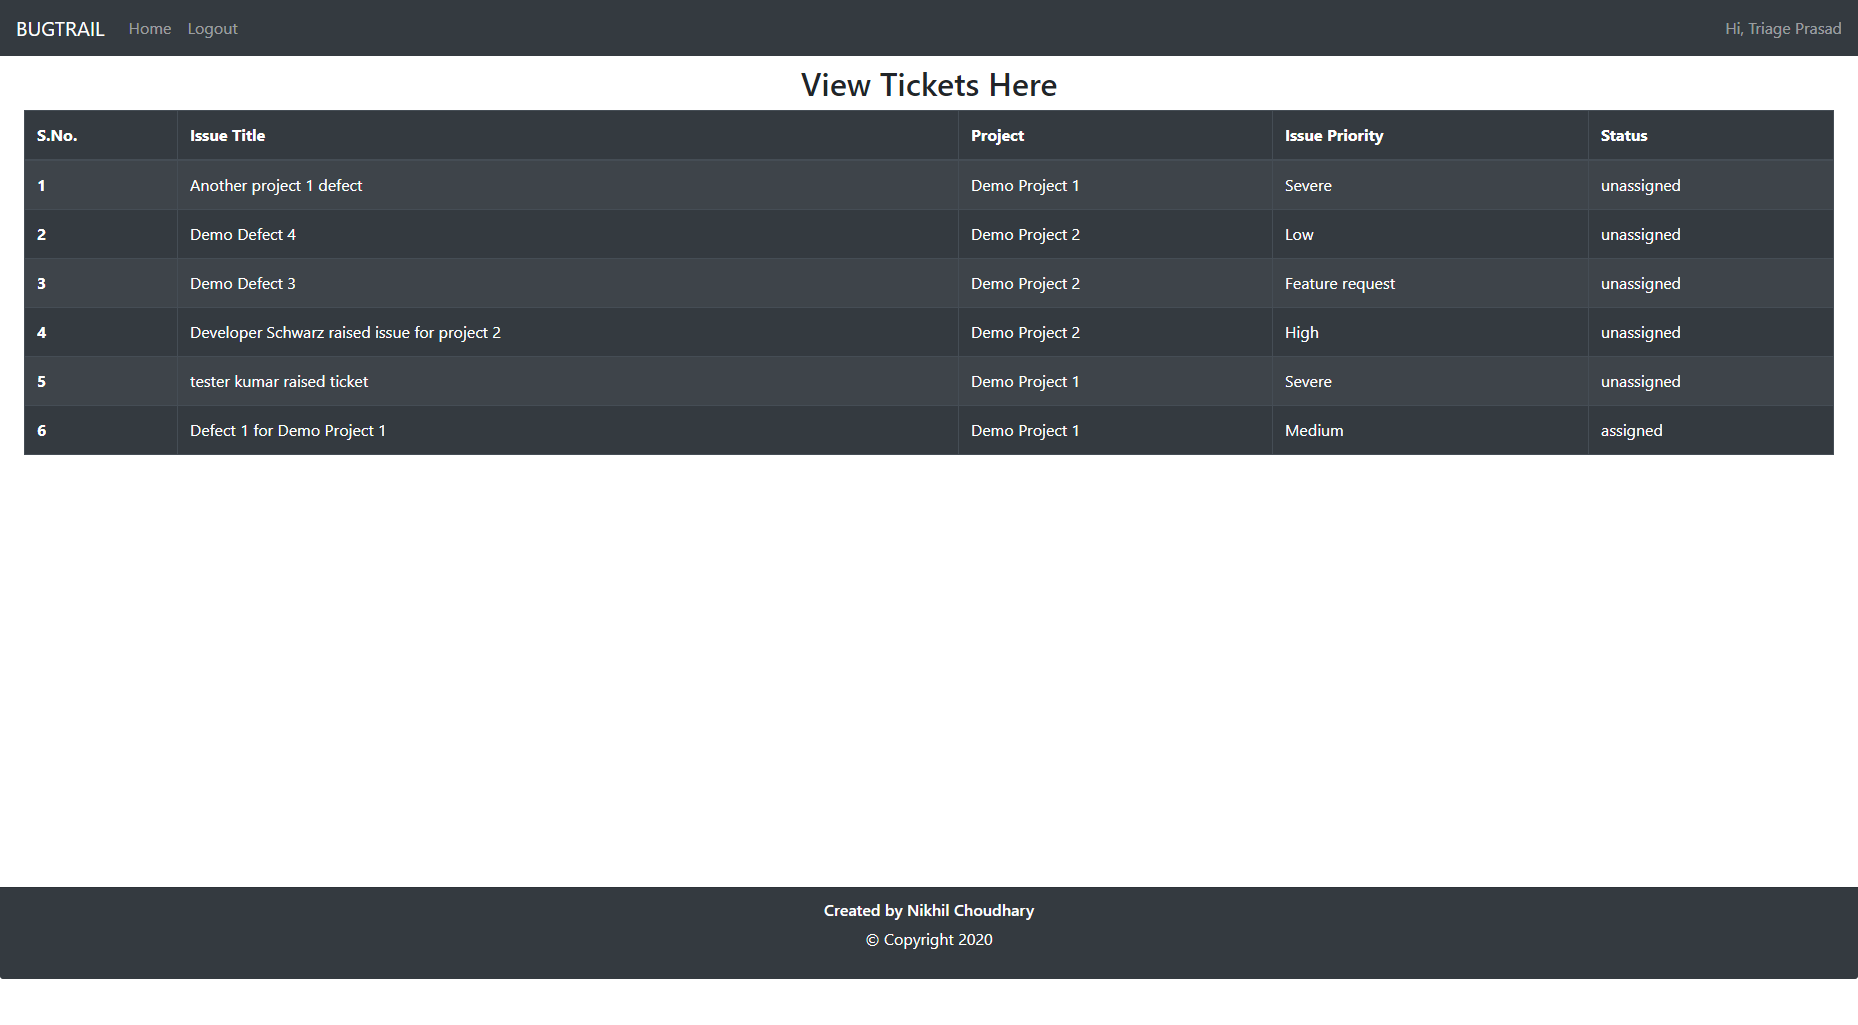 BUGTRAIL Home Logout Hi, Triage Prasad
View Tickets Here
S.No. Issue Title Project Issue Priority Status
1 Another project 1 defect Demo Project 1 Severe unassigned
2 Demo Defect 4 Demo Project 2 Low unassigned
3 Demo Defect 3 Demo Project 2 Feature request unassigned
4 Developer Schwarz raised issue for project 2 Demo Project 2 High unassigned
5 tester kumar raised ticket Demo Project 1 Severe unassigned
6 Defect 1 for Demo Project 1 Demo Project 1 Medium assigned
Created by Nikhil Choudhary
© Copyright 2020